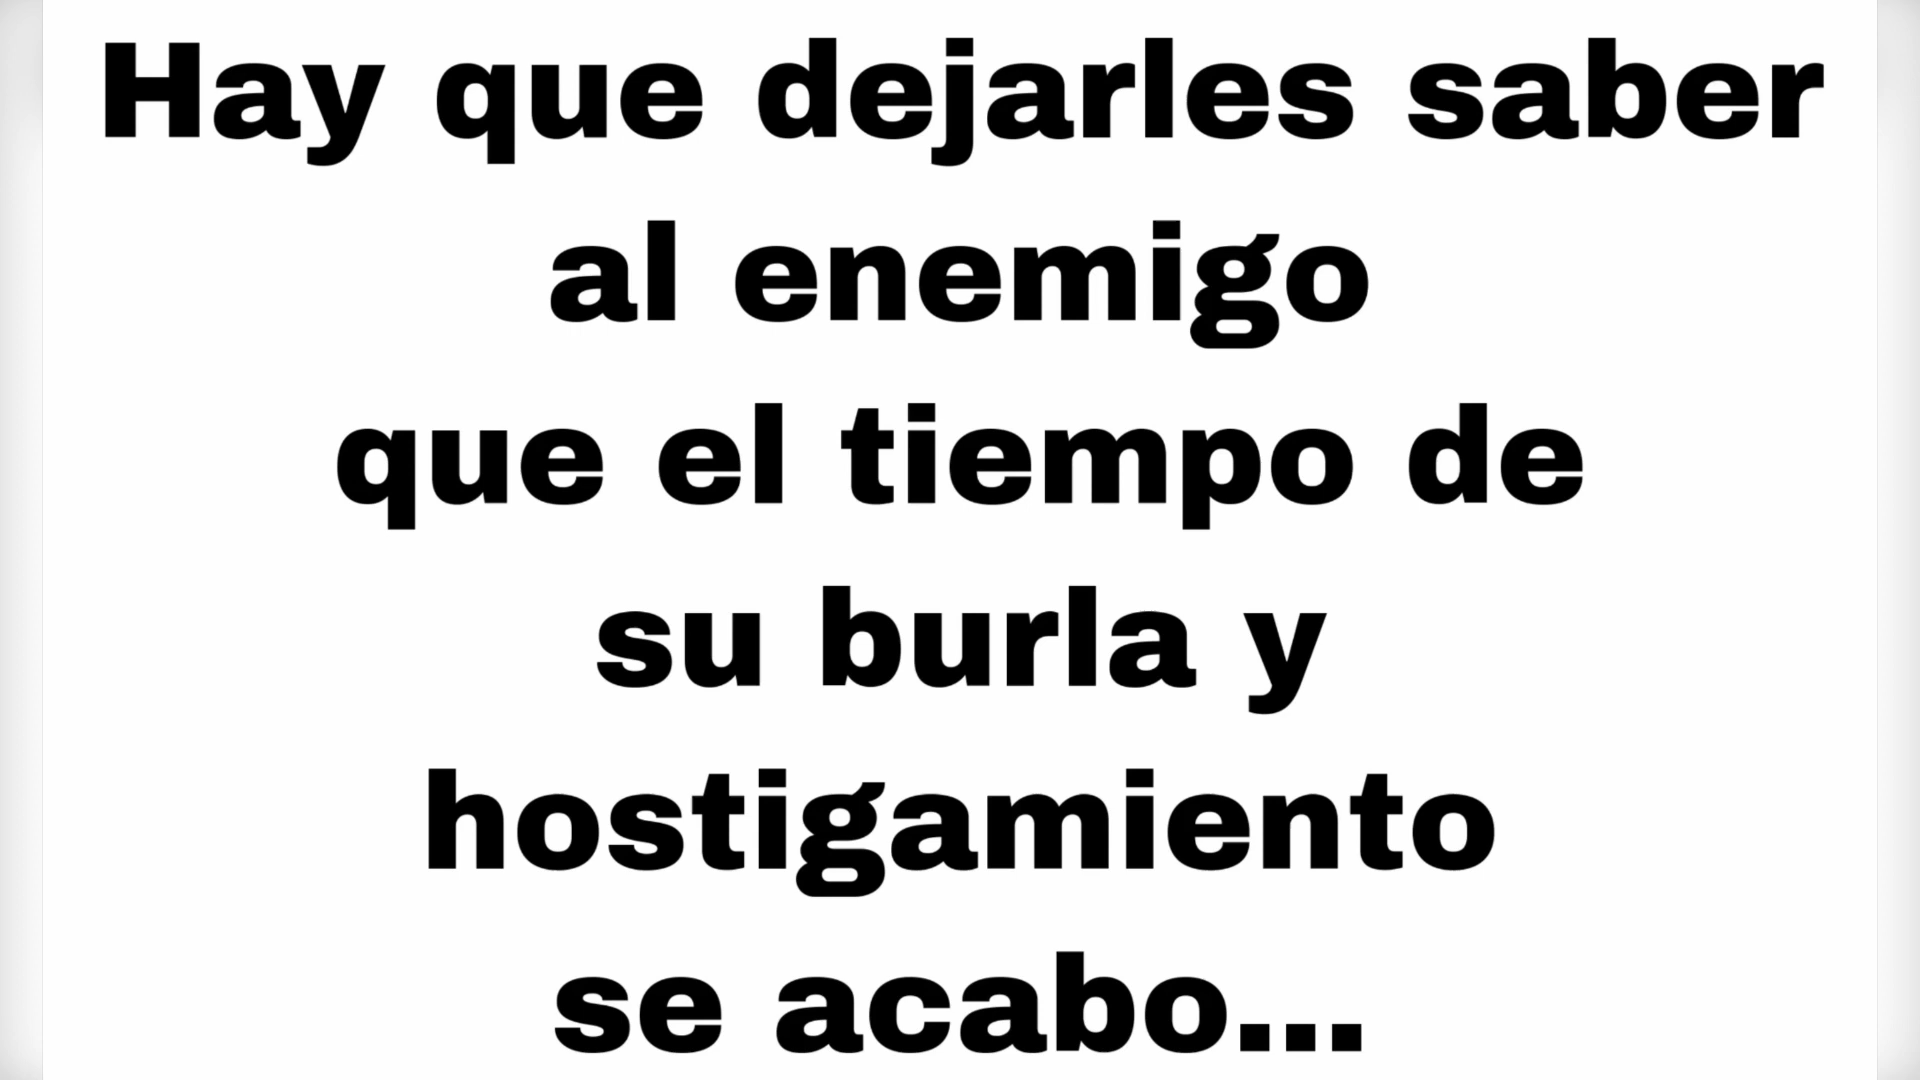 Hay que dejarles saber
al enemigo
que el tiempo de
su burla y
hostigamiento
se acabo...